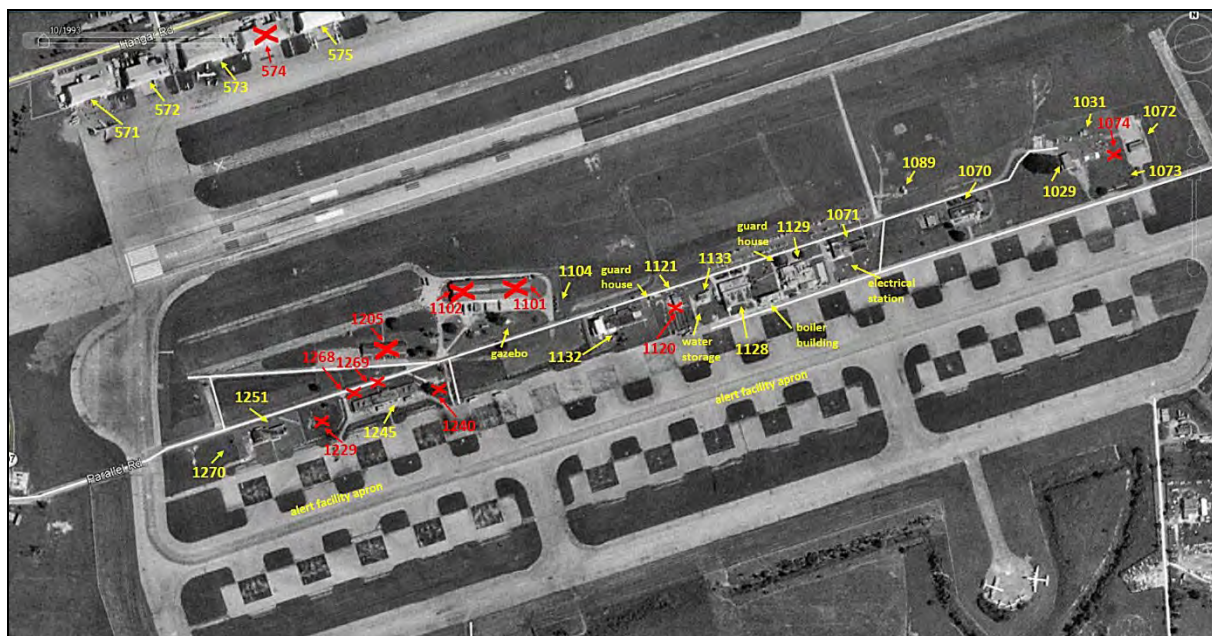 10/1993
Hangar Rd
N
574
575
573
572
571
1031
1072
1074
1089
1070
1029
1073
1071
guard
house
1129
1133
1121
guard
house
1104
electrical
station
1102
1101
1205
gazebo
1132
1120
water
storage
1128
boiler
building
1268
1269
1251
1245
1240
1229
1270
alert facility apron
alert facility apron
Parallel Rd